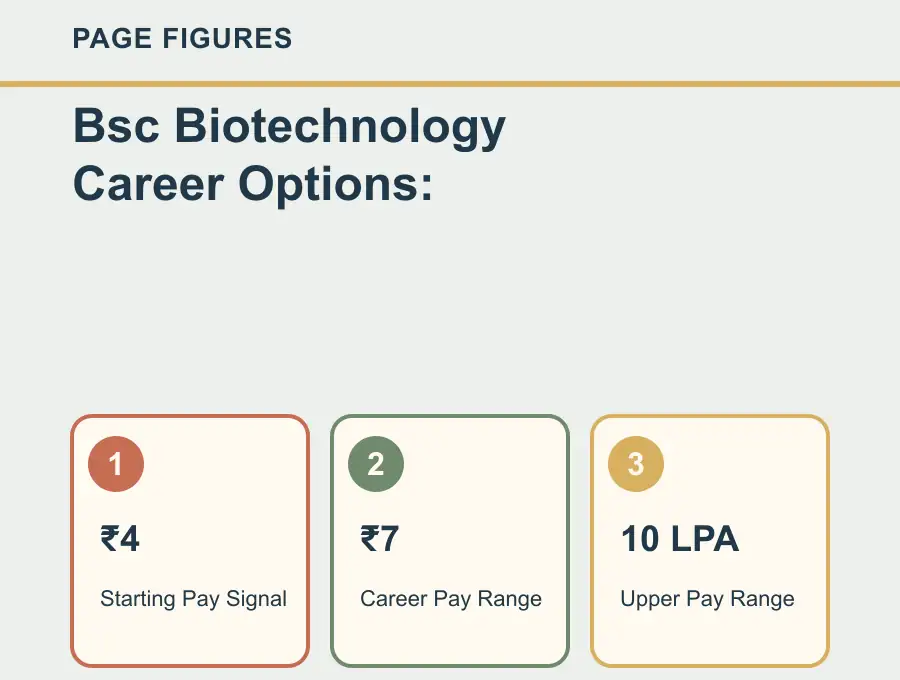 PAGE FIGURES
Bsc Biotechnology
Career Options:
1
₹4
Starting Pay Signal
2
₹7
Career Pay Range
3
10 LPA
Upper Pay Range